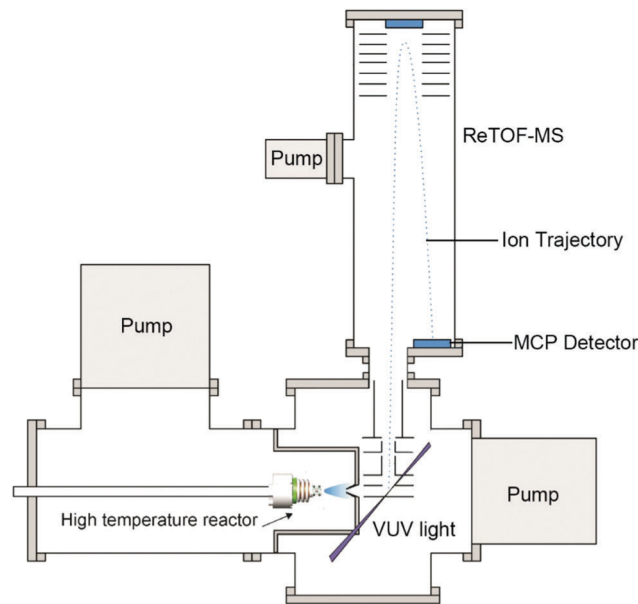 ReTOF-MS
Pump
Ion Trajectory
Pump
MCP Detector
High temperature reactor
VUV light
Pump